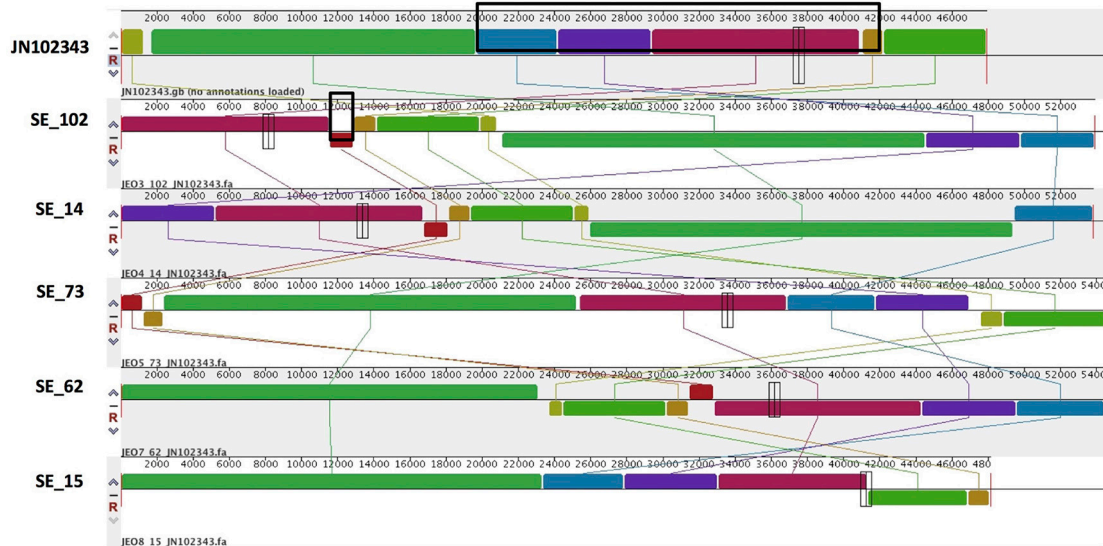 2000 4000 6000 8000 10000 12000 14000 16000 18000 20000 22000 24000 26000 28000 30000 32000 34000 36000 38000 40000 42000 44000 46000
JN102343
R
JN102343.gb (no annotations loaded)
2000 4000 6000 8000 10000 12000 14000 16000 18000 20000 22000 24000 26000 28000 30000 32000 34000 36000 38000 40000 42000 44000 46000 48000 50000 52000
SE_102
R
JEO3_102_JN102343.fa
2000 4000 6000 8000 10000 12000 14000 16000 18000 20000 22000 24000 26000 28000 30000 32000 34000 36000 38000 40000 42000 44000 46000 48000 50000 52000
SE_14
R
JEO4_14_JN102343.fa
2000 4000 6000 8000 10000 12000 14000 16000 18000 20000 22000 24000 26000 28000 30000 32000 34000 36000 38000 40000 42000 44000 46000 48000 50000 52000 54000
SE_73
R
JEO5_73_JN102343.fa
2000 4000 6000 8000 10000 12000 14000 16000 18000 20000 22000 24000 26000 28000 30000 32000 34000 36000 38000 40000 42000 44000 46000 48000 50000 52000 54000
SE_62
R
JEO7_62_JN102343.fa
2000 4000 6000 8000 10000 12000 14000 16000 18000 20000 22000 24000 26000 28000 30000 32000 34000 36000 38000 40000 42000 44000 46000
SE_15
R
JEO8_15_JN102343.fa